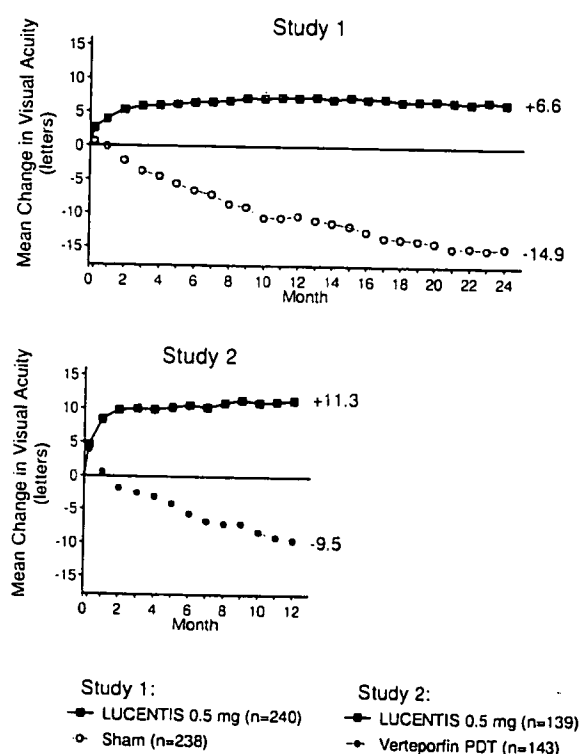 Study 1
Mean Change in Visual Acuity
(letters)
15
10
5
0
-5
-10
-15
+6.6
-14.9
0 2 4 6 8 10 12 14 16 18 20 22 24
Month
Study 2
Mean Change in Visual Acuity
(letters)
15
10
5
0
-5
-10
-15
+11.3
-9.5
0 2 4 6 8 10 12
Month
Study 1:
LUCENTIS 0.5 mg (n=240)
Sham (n=238)
Study 2:
LUCENTIS 0.5 mg (n=139)
Verteporfin PDT (n=143)